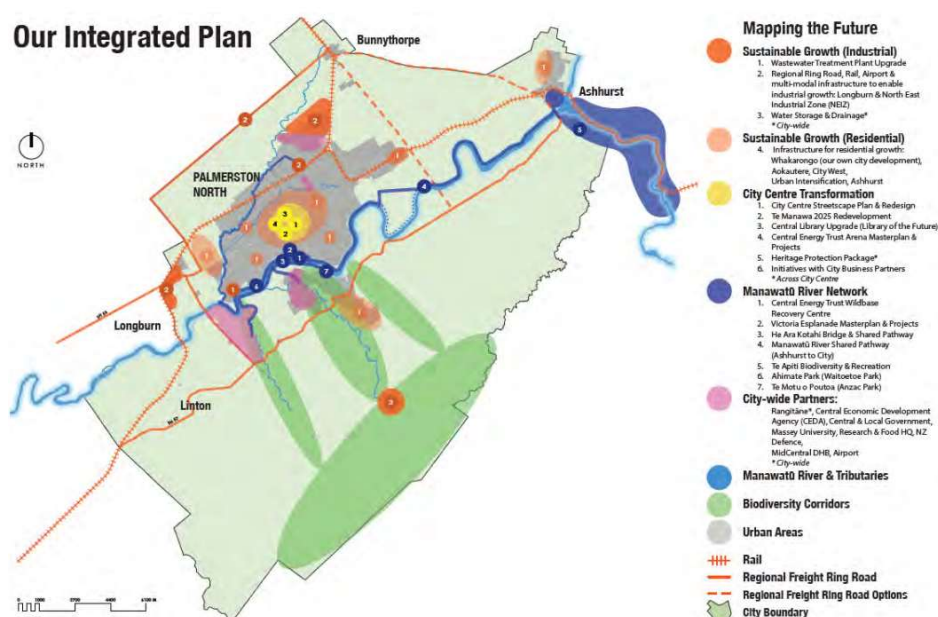 Our Integrated Plan
Bunnythorpe
Ashhurst
NORTH
PALMERSTON
NORTH
Longburn
Linton
Mapping the Future
Sustainable Growth (Industrial)
1. Wastewater Treatment Plant Upgrade
2. Regional Ring Road, Rail, Airport &
multi-modal infrastructure to enable
industrial growth: Longburn & North East
Industrial Zone (NEIZ)
3. Water Storage & Drainage*
* City-wide
Sustainable Growth (Residential)
4. Infrastructure for residential growth:
Whakarongo (our own city development),
Aokautere, City West,
Urban Intensification, Ashhurst
City Centre Transformation
1. City Centre Streetscape Plan & Redesign
2. Te Manawa 2025 Redevelopment
3. Central Library Upgrade (Library of the Future)
4. Central Energy Trust Arena Masterplan &
Projects
5. Heritage Protection Package*
6. Initiatives with City Business Partners
* Across City Centre
Manawatū River Network
1. Central Energy Trust Wildbase
Recovery Centre
2. Victoria Esplanade Masterplan & Projects
3. He Ara Kotahi Bridge & Shared Pathway
4. Manawatū River Shared Pathway
(Ashhurst to City)
5. Te Apiti Biodiversity & Recreation
6. Ahimate Park (Waitoetoe Park)
7. Te Motu o Poutoa (Anzac Park)
City-wide Partners:
Rangitāne*, Central Economic Development
Agency (CEDA), Central & Local Government,
Massey University, Research & Food HQ, NZ
Defence,
MidCentral DHB, Airport
* City-wide
Manawatū River & Tributaries
Biodiversity Corridors
Urban Areas
Rail
Regional Freight Ring Road
Regional Freight Ring Road Options
City Boundary